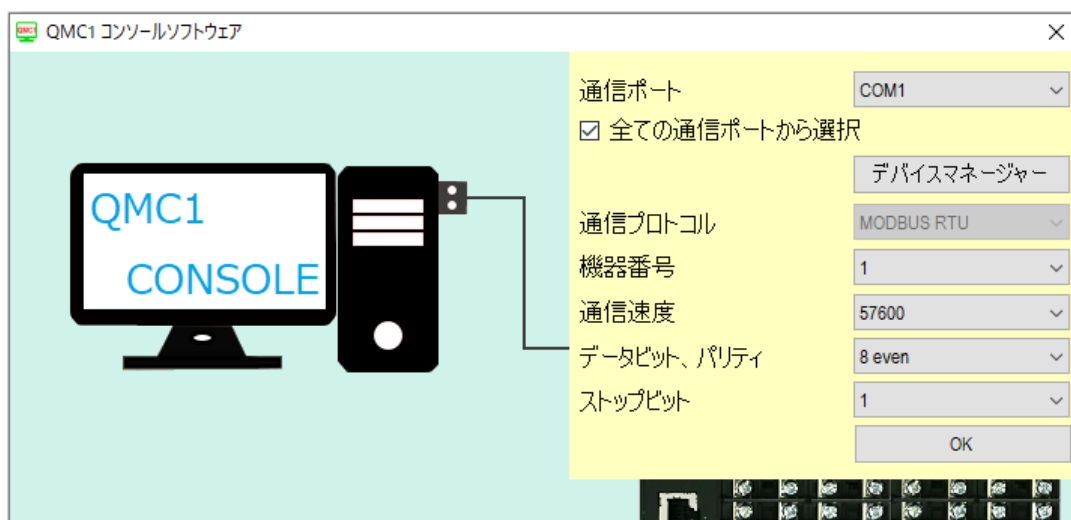 QMC1 コンソールソフトウェア
通信ポート COM1
全ての通信ポートから選択
デバイスマネージャー
QMC1
CONSOLE
通信プロトコル MODBUS RTU
機器番号 1
通信速度 57600
データビット、パリティ 8 even
ストップビット 1
OK